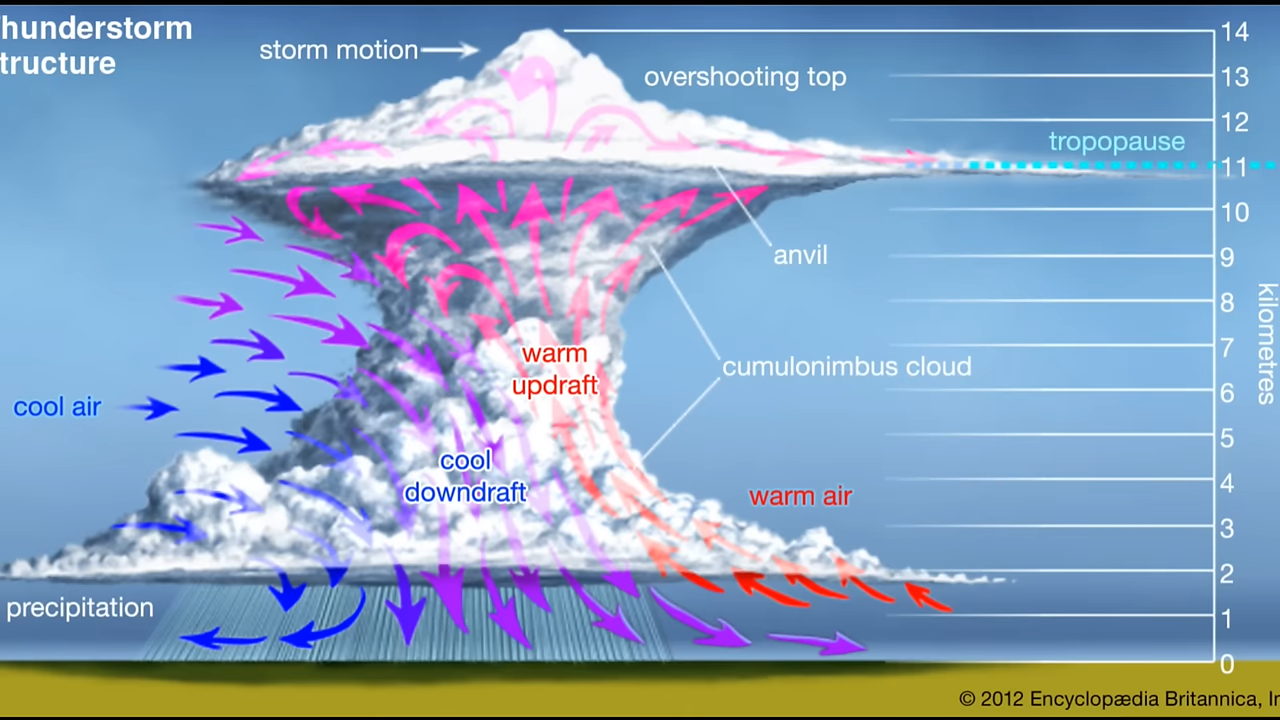 hunderstorm
tructure
storm motion
overshooting top
tropopause
anvil
cumulonimbus cloud
warm
updraft
cool air
cool
downdraft
warm air
precipitation
14
13
12
11
10
9
8
7
6
5
4
3
2
1
0
kilometres
© 2012 Encyclopædia Britannica, In